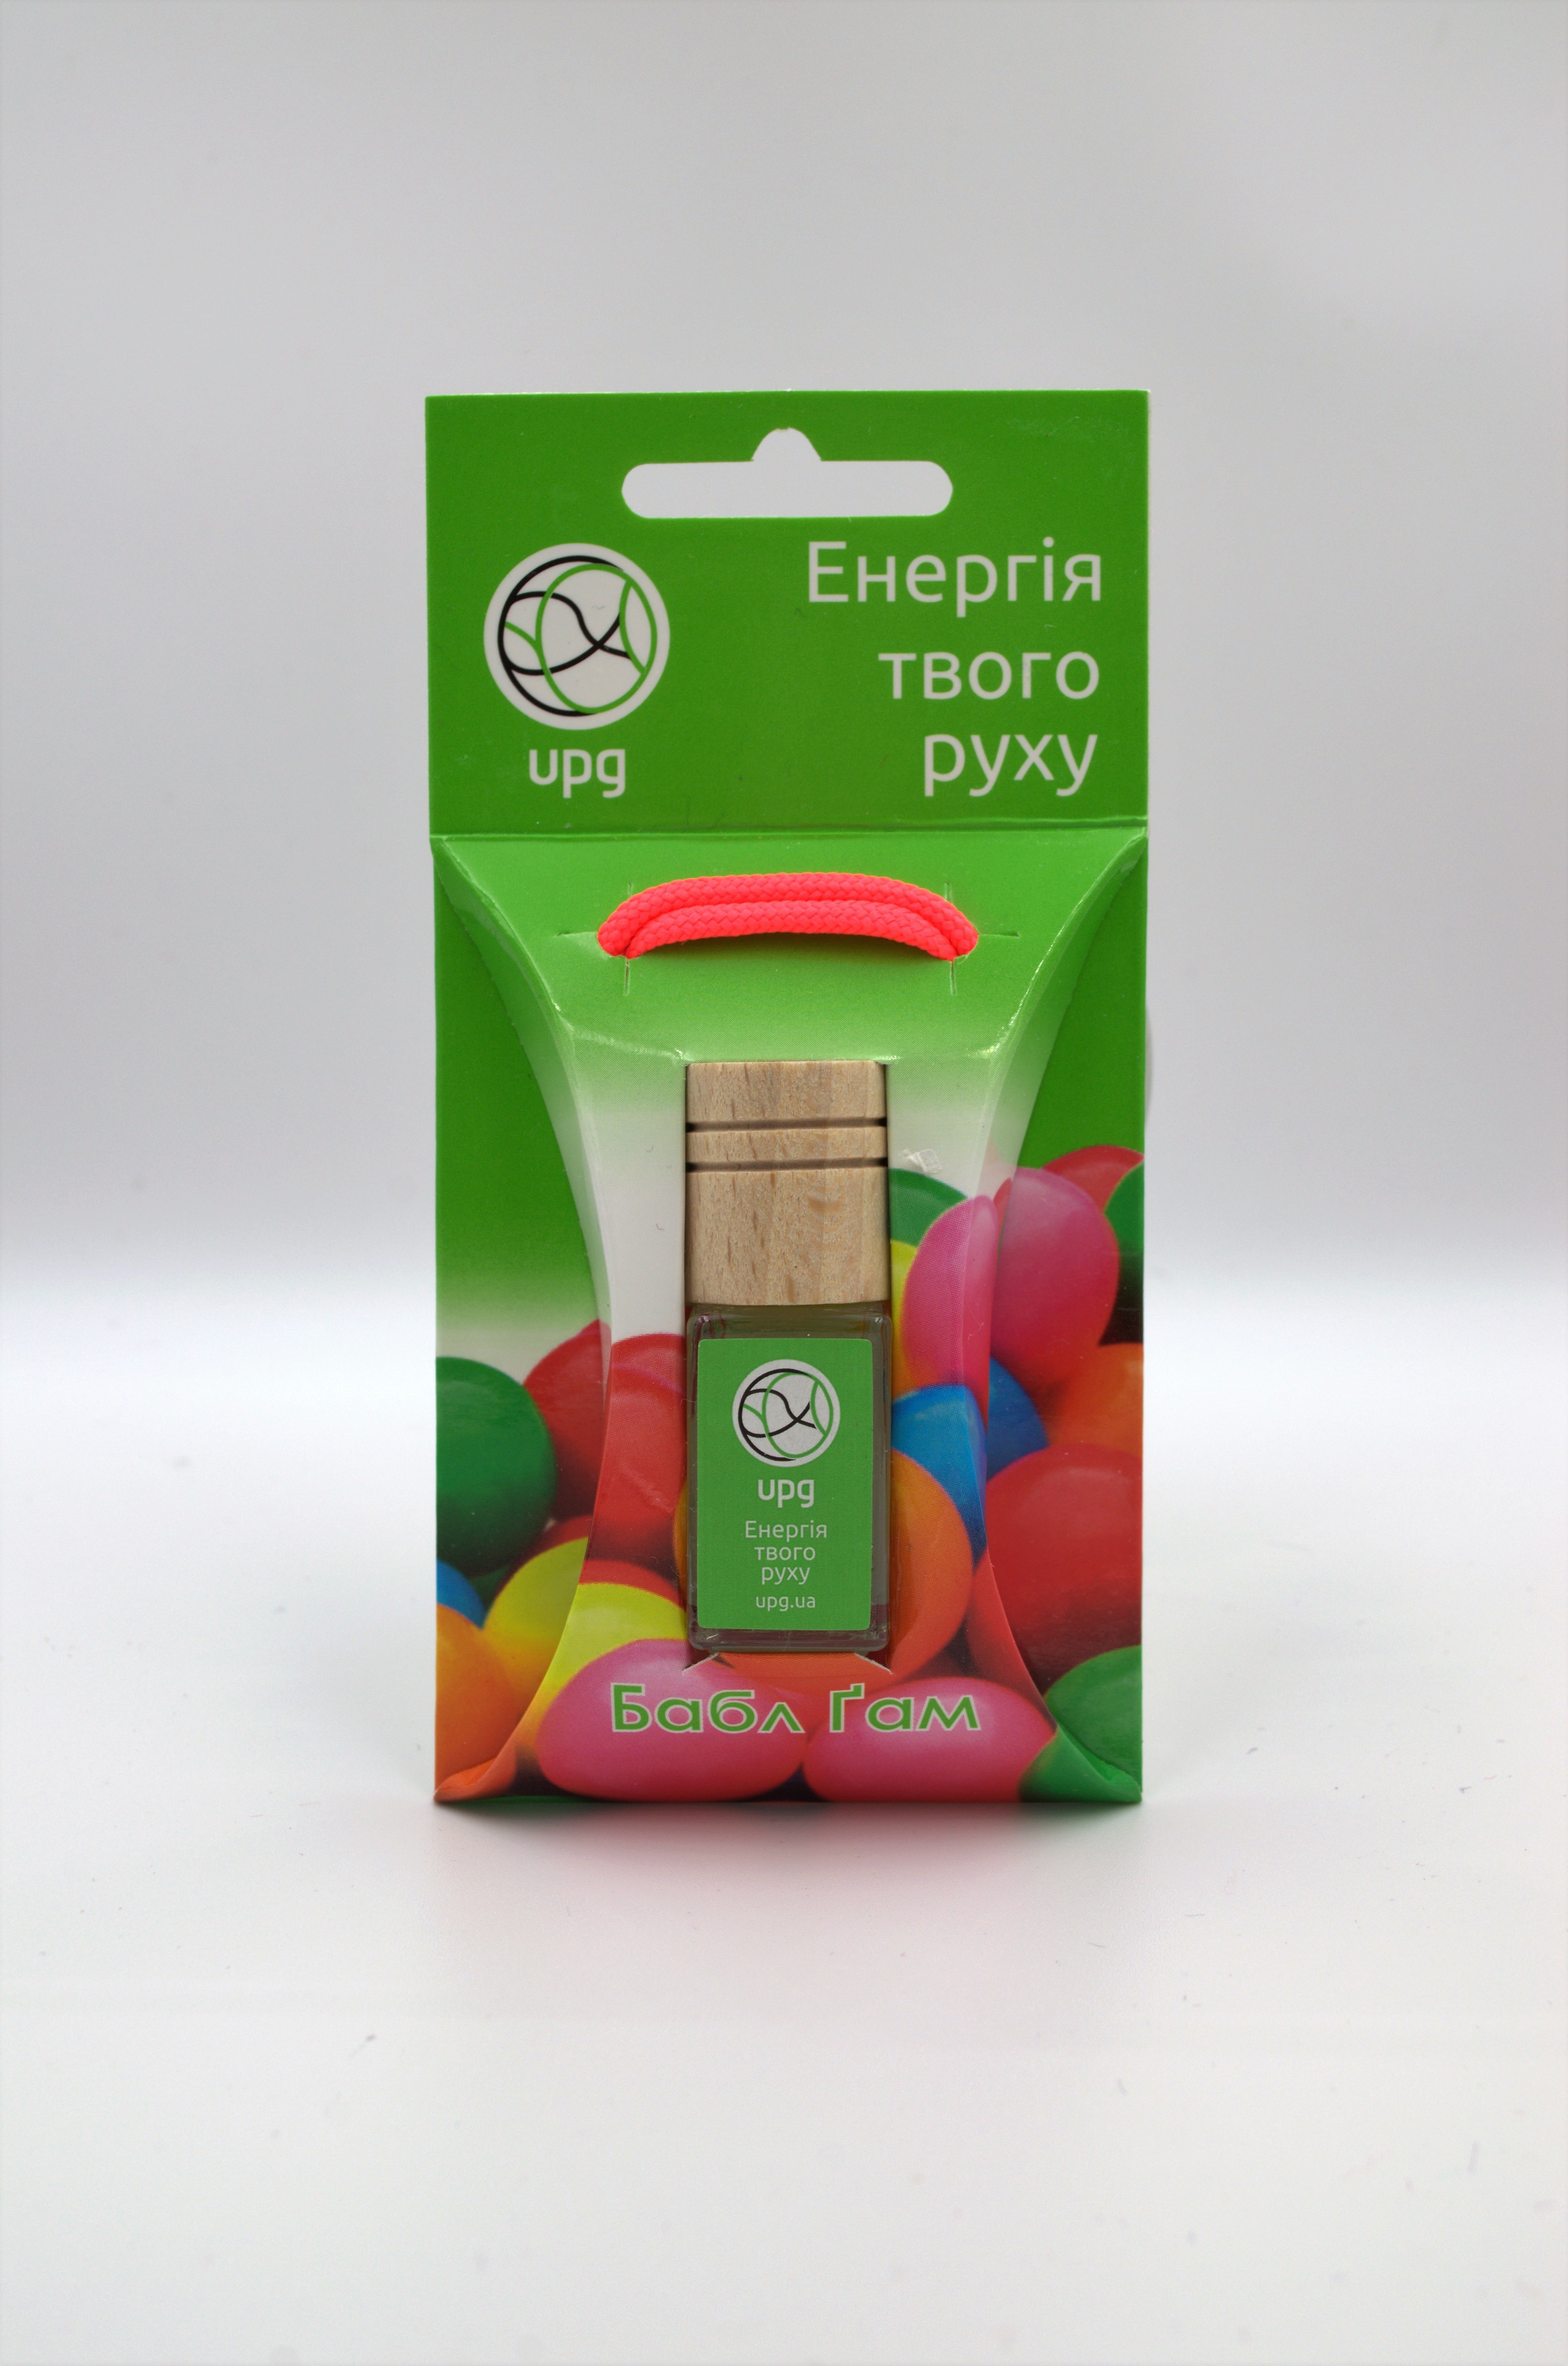 upg
Енергія
твого
руху
upg
Енергія
твого
руху
upg.ua
Бабл Ґам